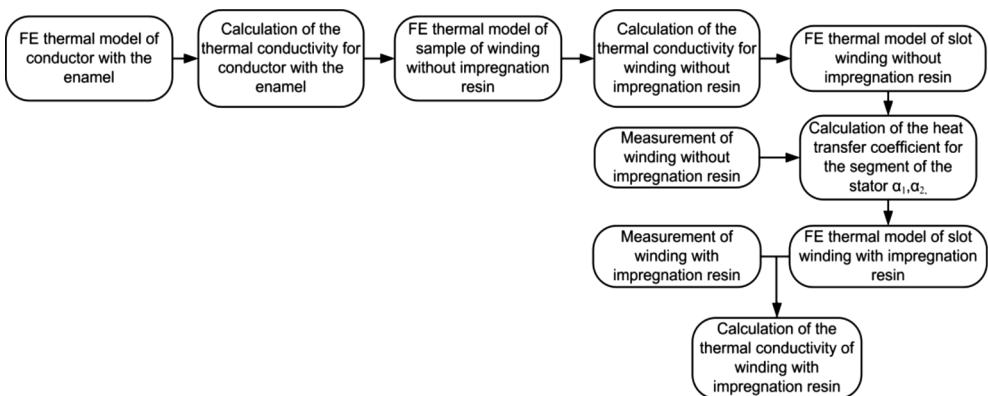 FE thermal model of
conductor with the
enamel
Calculation of the
thermal conductivity for
conductor with the
enamel
FE thermal model of
sample of winding
without impregnation
resin
Calculation of the
thermal conductivity for
winding without
impregnation resin
FE thermal model of slot
winding without
impregnation resin
Measurement of
winding without
impregnation resin
Calculation of the heat
transfer coefficient for
the segment of the
stator α₁,α₂,
Measurement of
winding with
impregnation resin
FE thermal model of slot
winding with impregnation
resin
Calculation of the
thermal conductivity of
winding with
impregnation resin